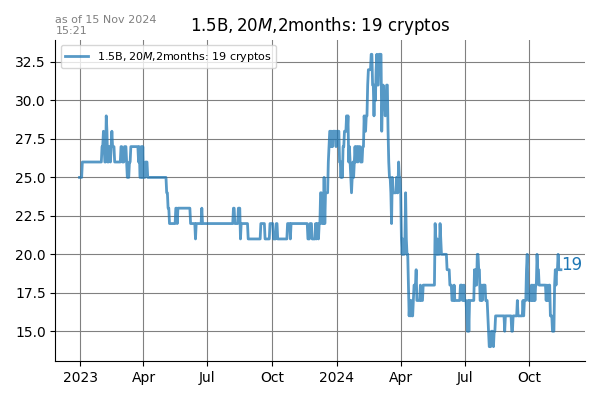 as of 15 Nov 2024
15:21
1.5B, 20M,2months: 19 cryptos
1.5B, 20M,2months: 19 cryptos
32.5
30.0
27.5
25.0
22.5
20.0
17.5
15.0
19
2023
Apr
Jul
Oct
2024
Apr
Jul
Oct